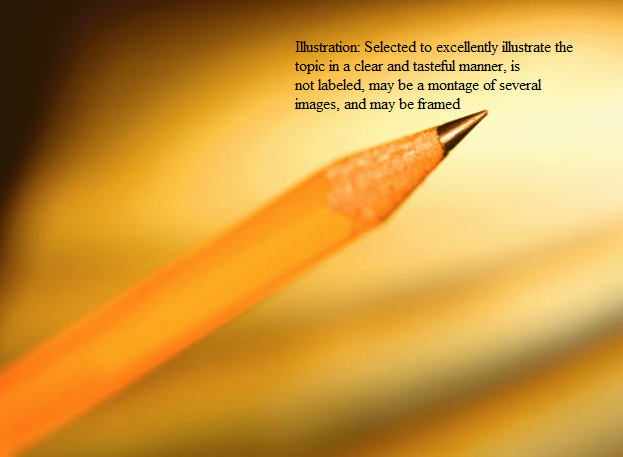 Illustration: Selected to excellently illustrate the
topic in a clear and tasteful manner, is
not labeled, may be a montage of several
images, and may be framed